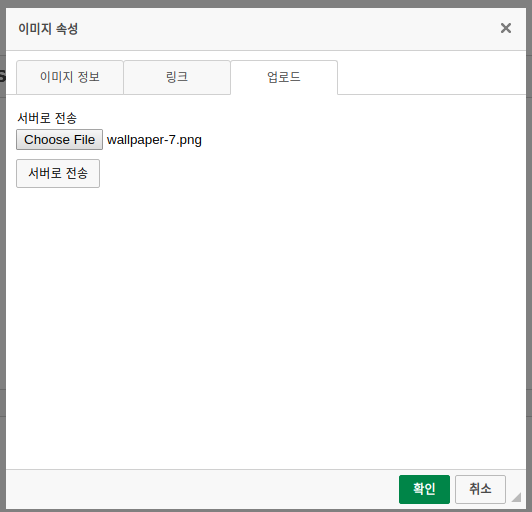 이미지 속성
이미지 정보
링크
업로드
서버로 전송
Choose File wallpaper-7.png
서버로 전송
확인
취소